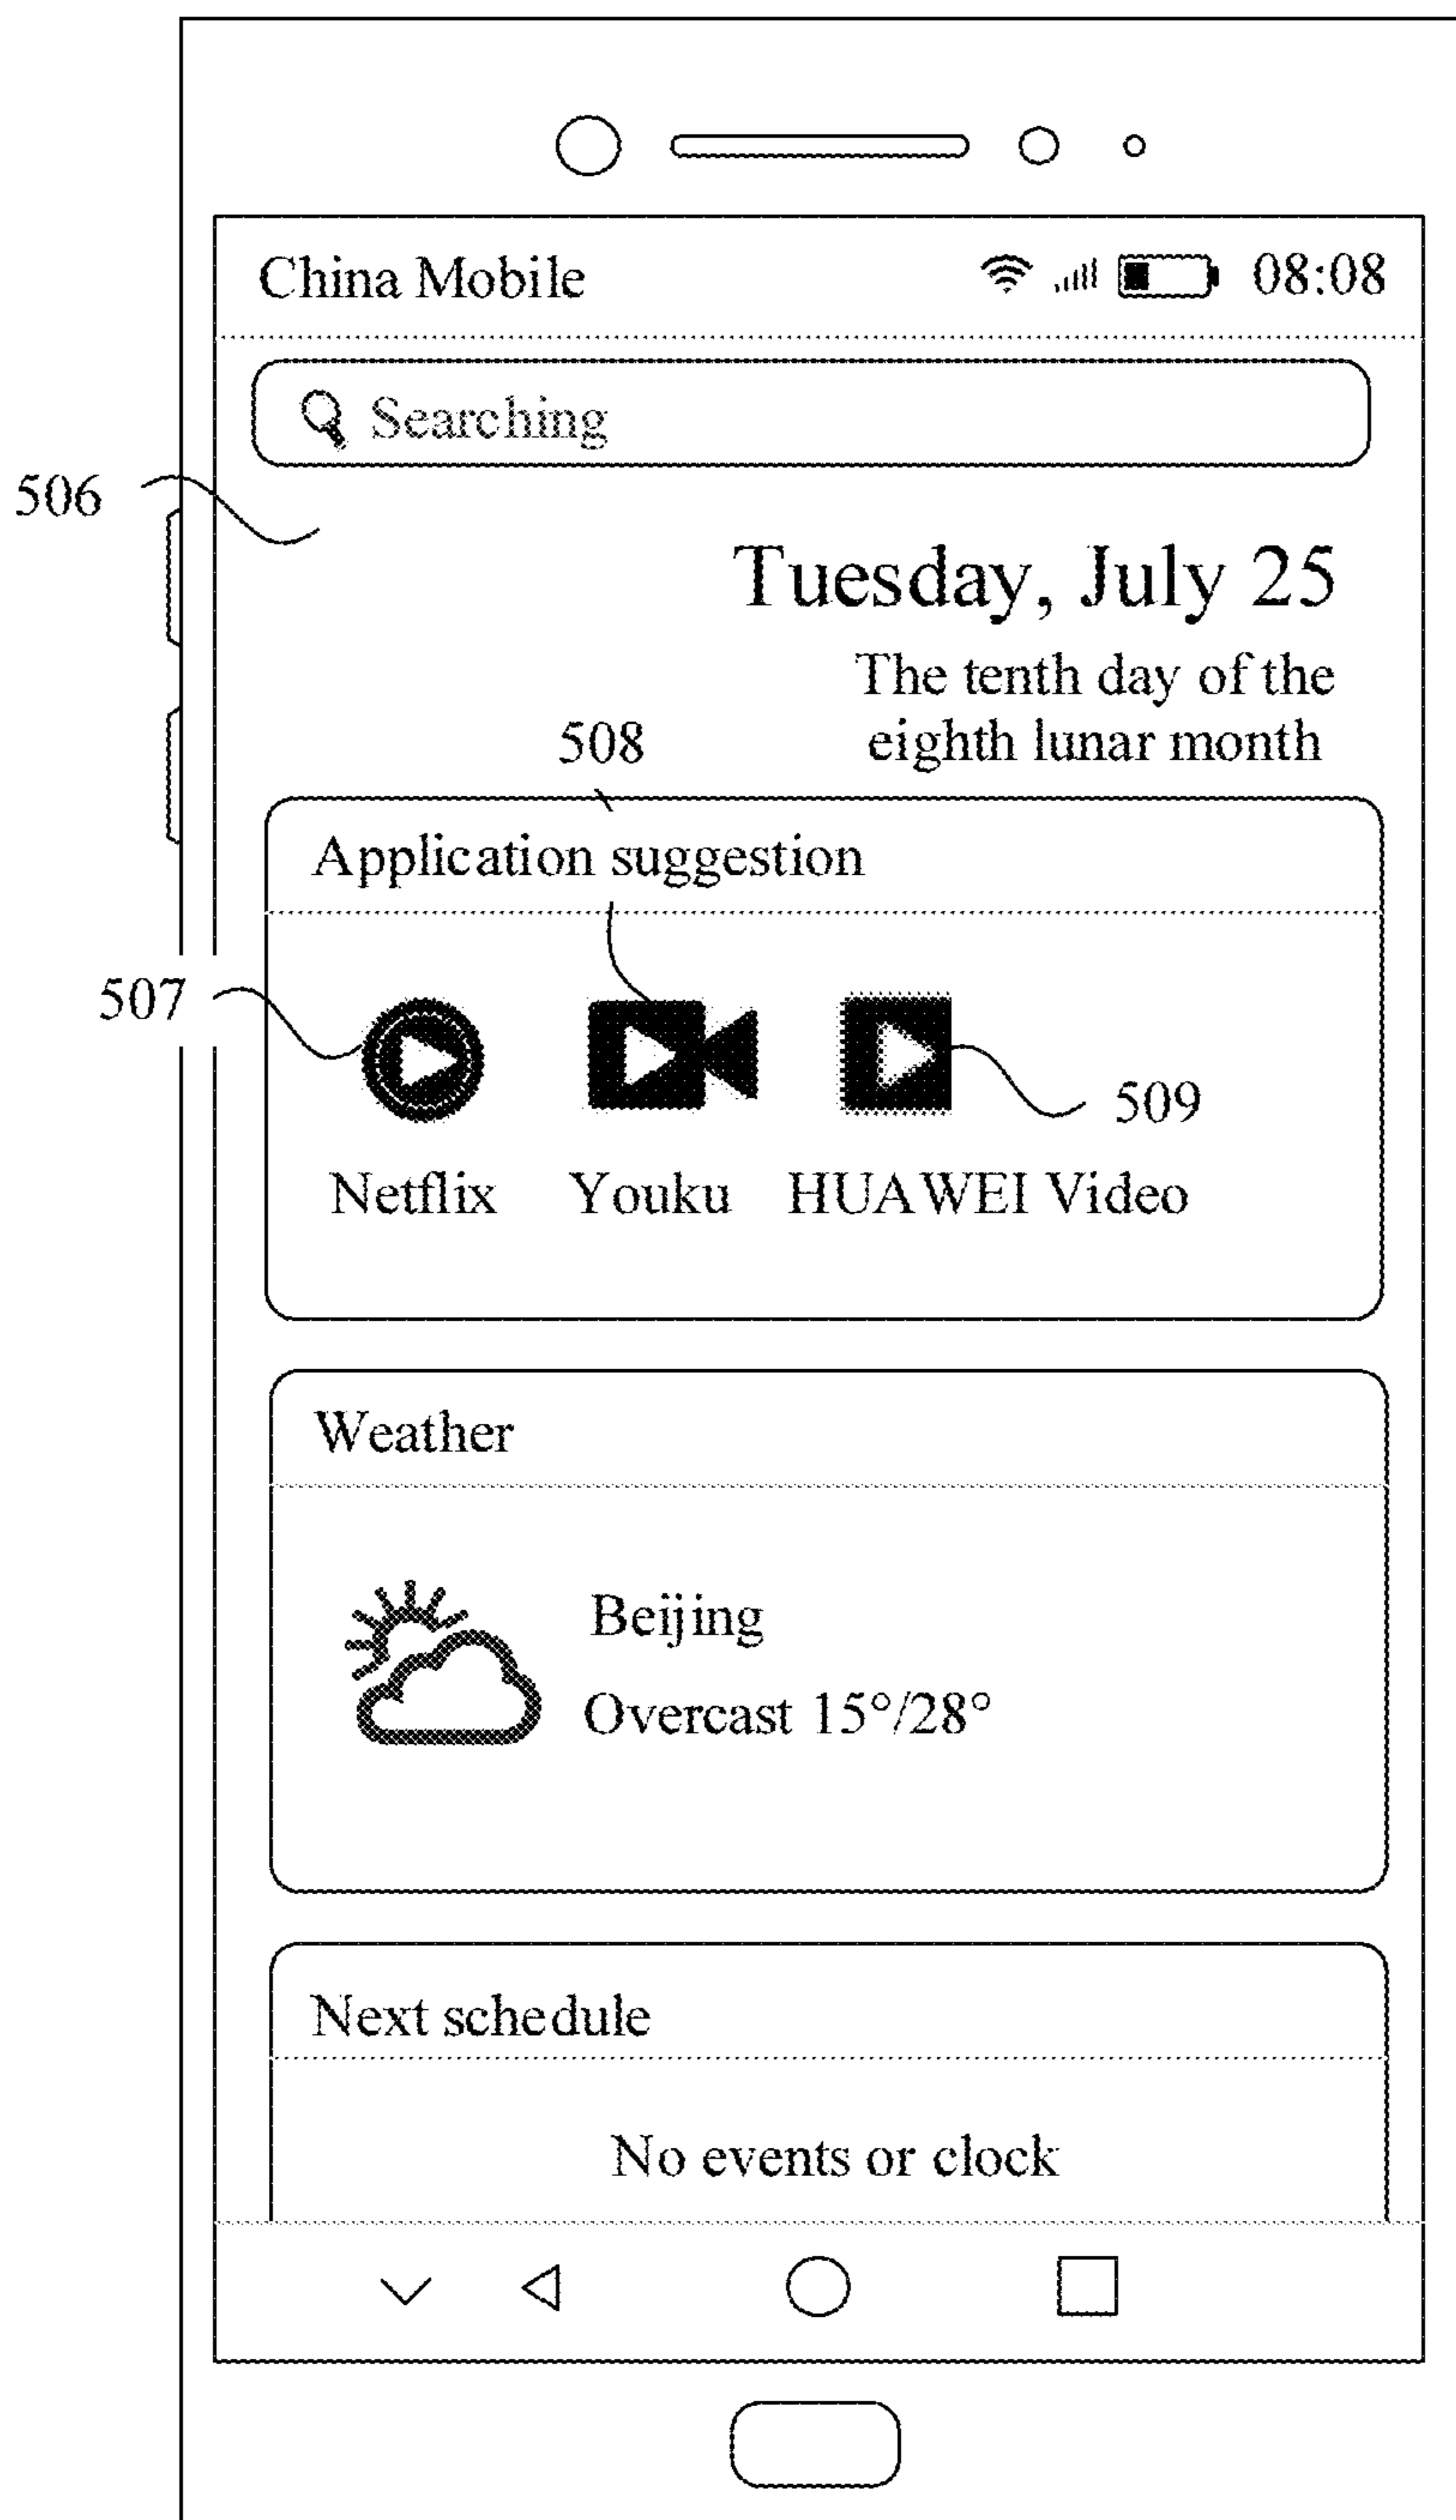 China Mobile 08:08
Searching
506
Tuesday, July 25
The tenth day of the
eighth lunar month
508
Application suggestion
507
509
Netflix Youku HUAWEI Video
Weather
Beijing
Overcast 15°/28°
Next schedule
No events or clock